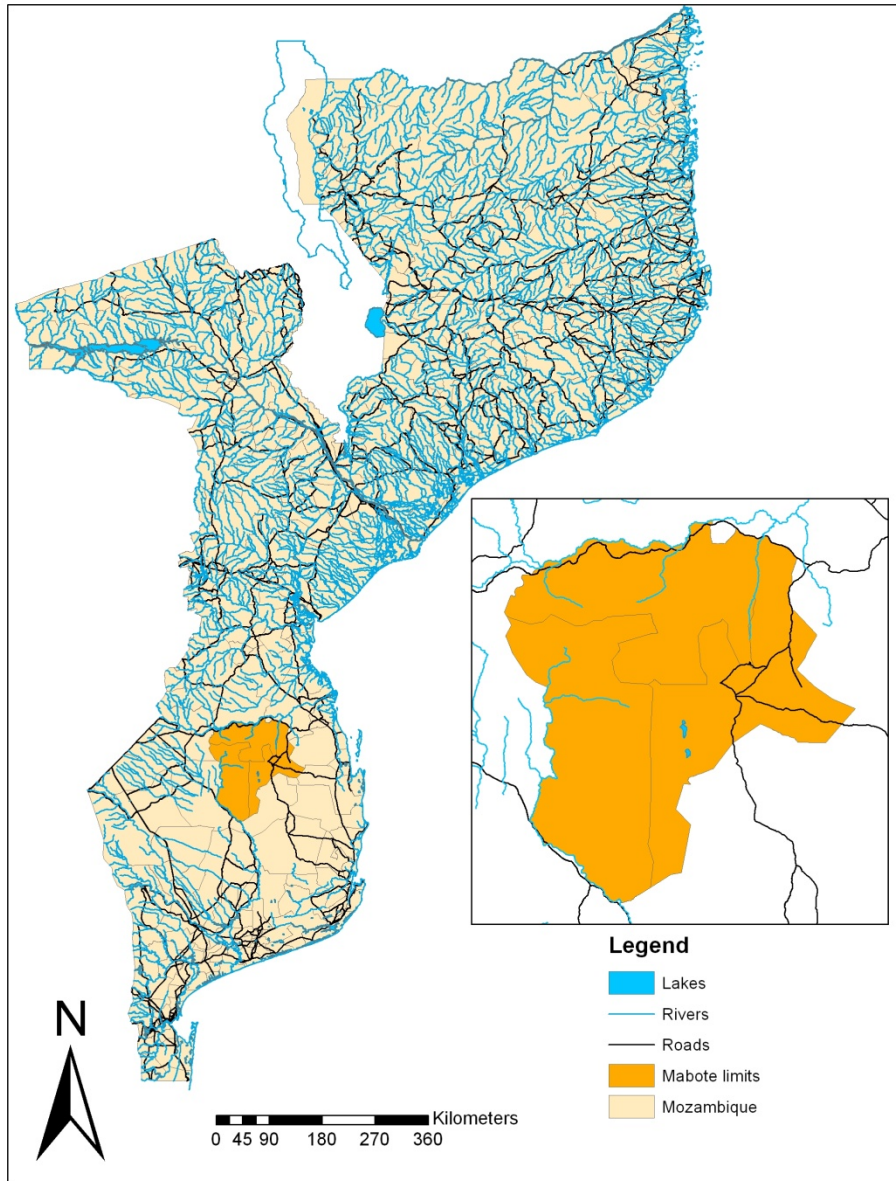 Legend
Lakes
Rivers
Roads
Mabote limits
Mozambique
N
Kilometers
0 45 90 180 270 360